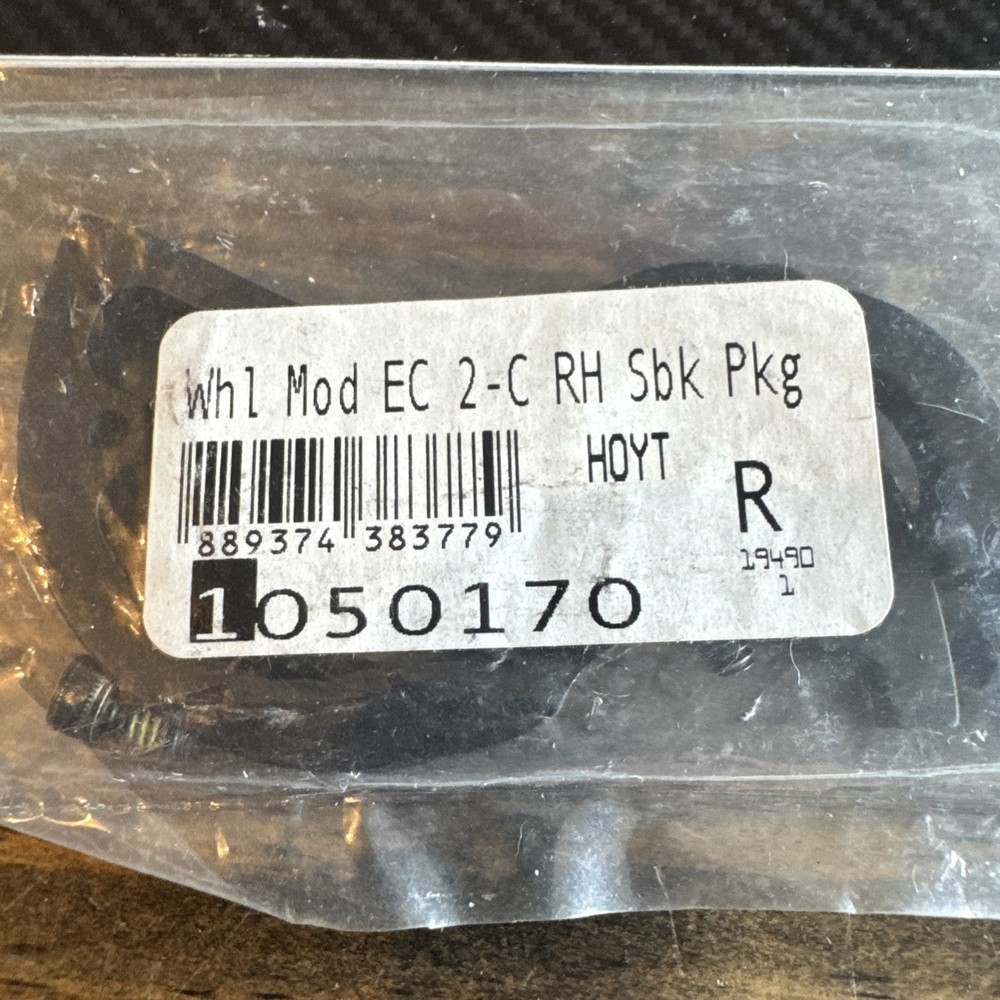 Whl Mod EC 2-C RH Sbk Pkg
HOYT
R
889374 383779
19490
1
1050170